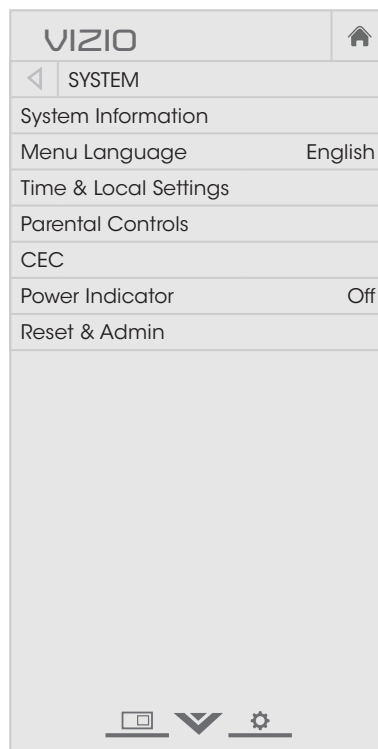 VIZIO
SYSTEM
System Information
Menu Language English
Time & Local Settings
Parental Controls
CEC
Power Indicator Off
Reset & Admin